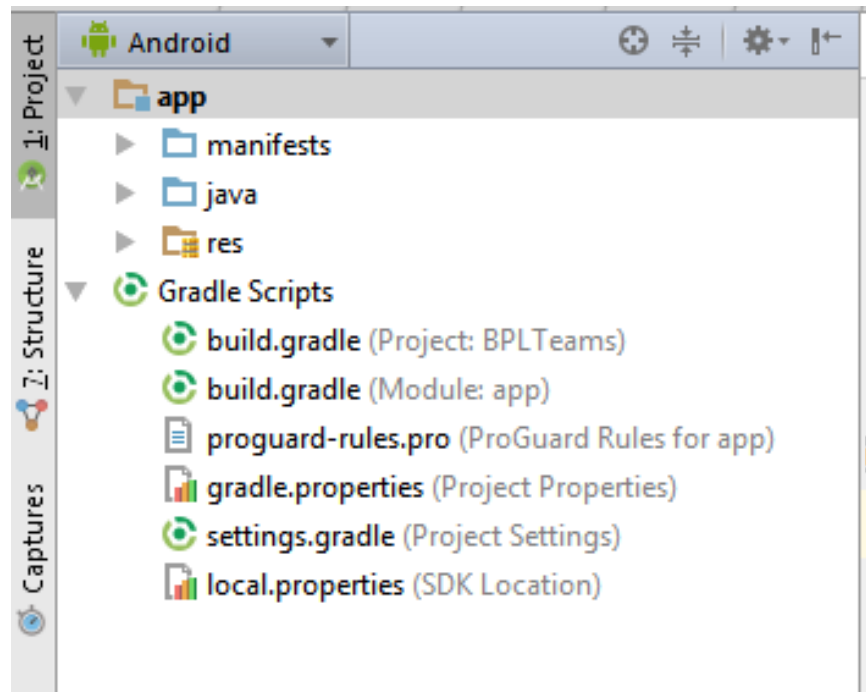 Android
1: Project
7: Structure
Captures
app
manifests
java
res
Gradle Scripts
build.gradle (Project: BPLTeams)
build.gradle (Module: app)
proguard-rules.pro (ProGuard Rules for app)
gradle.properties (Project Properties)
settings.gradle (Project Settings)
local.properties (SDK Location)